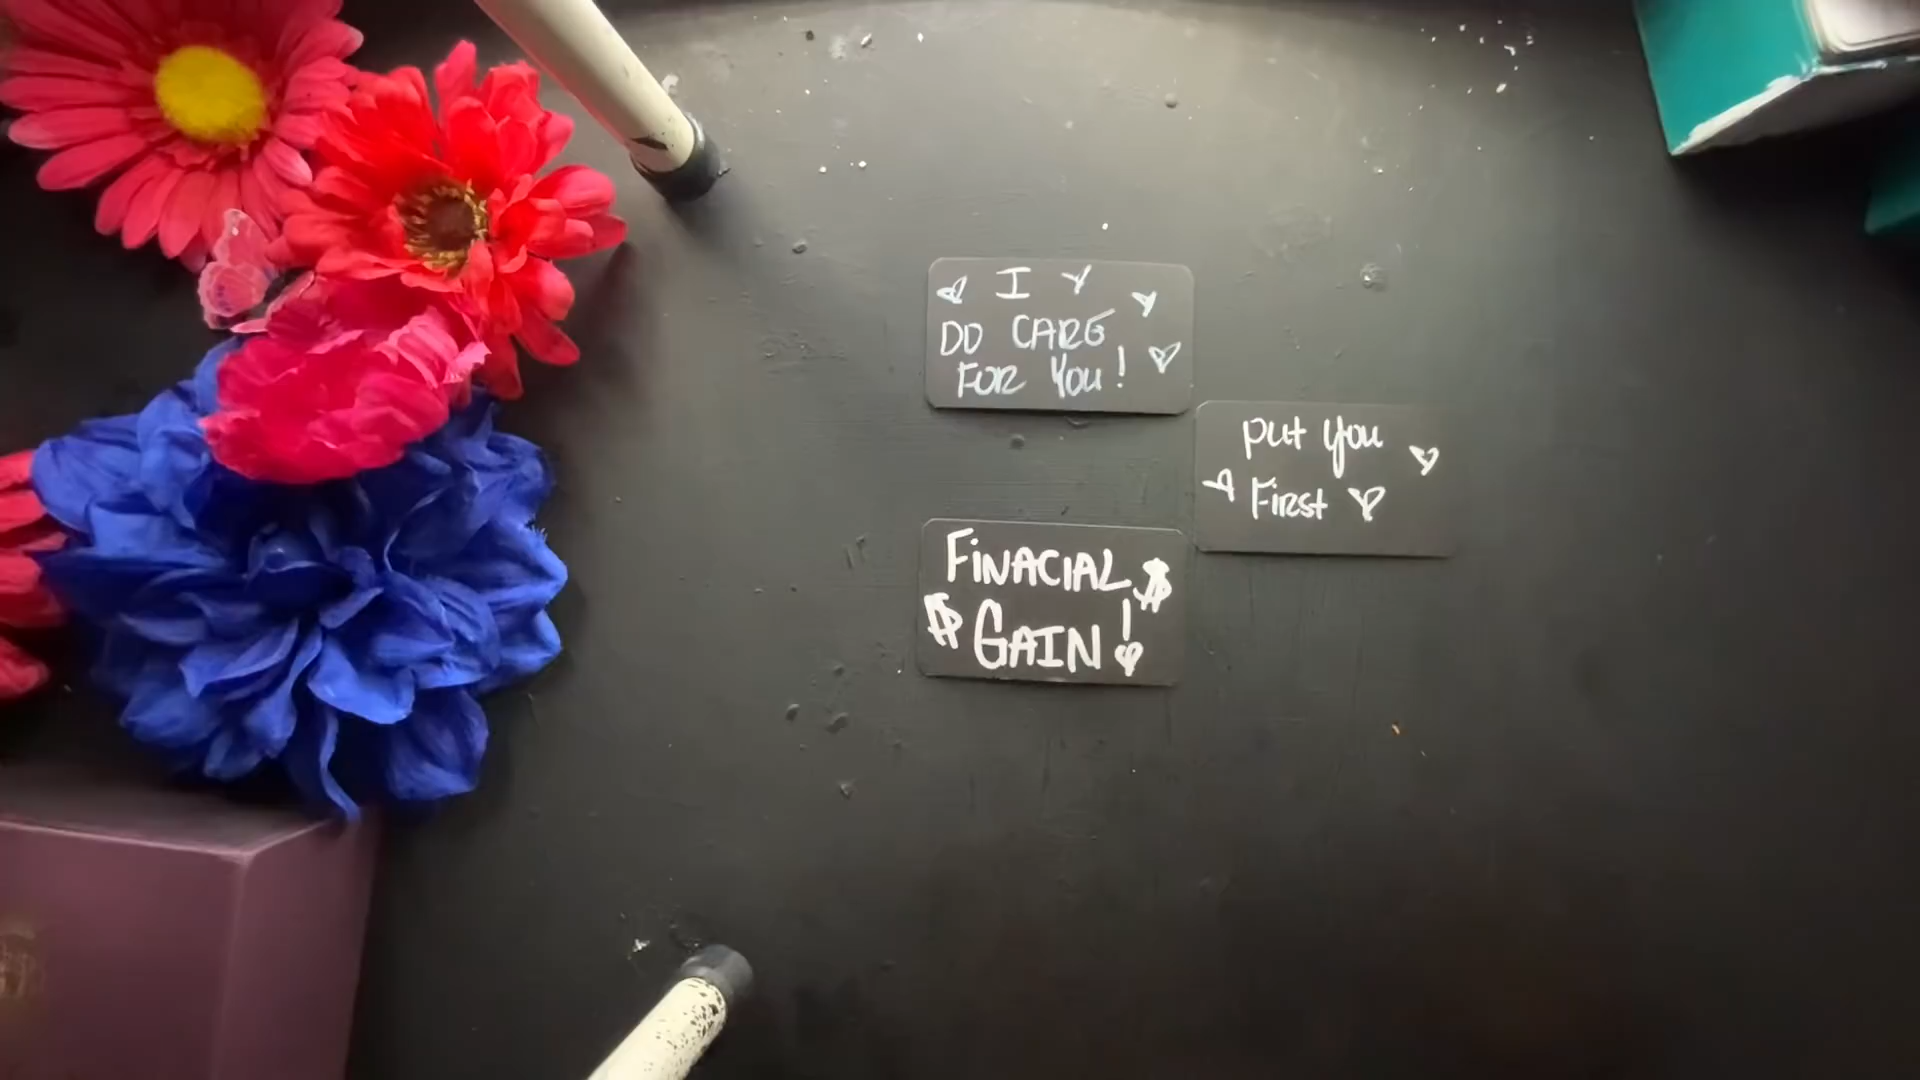 I
DO CARE
FOR YOU!
PUt You
FiRSt
FiNACIAL $
$ GAIN!